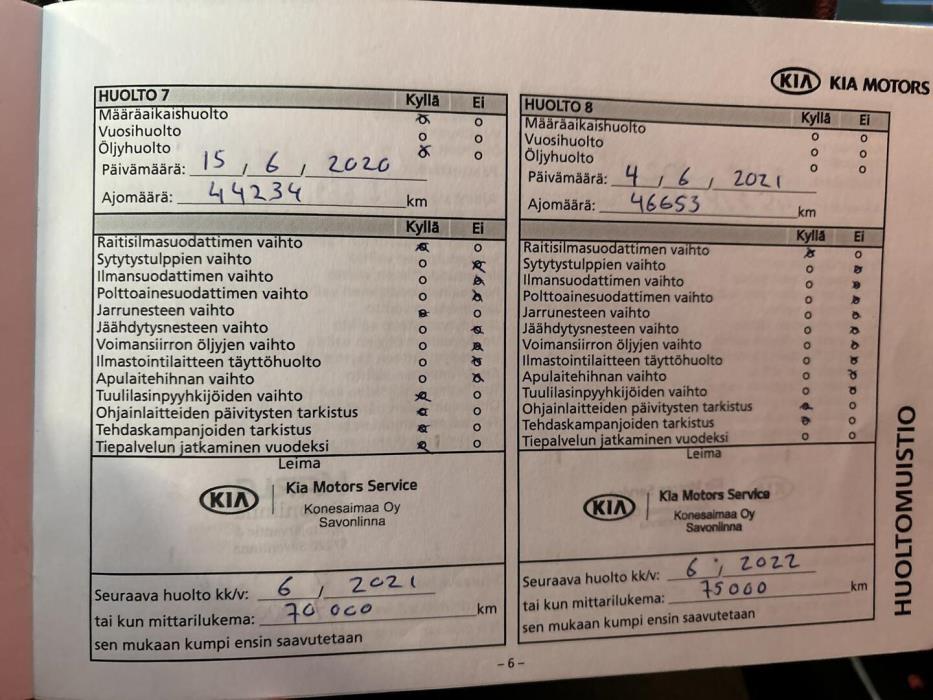 KIA KIA MOTORS
HUOLTO 7 Kyllä Ei
Määräaikaishuolto
Vuosihuolto
Öljyhuolto
Päivämäärä: 15 / 6 / 2020
Ajomäärä: 44234 km
Kyllä Ei
Raitisilmasuodattimen vaihto
Sytytystulppien vaihto
Ilmansuodattimen vaihto
Polttoainesuodattimen vaihto
Jarrunesteen vaihto
Jäähdytysnesteen vaihto
Voimansiirron öljyjen vaihto
Ilmastointilaitteen täyttöhuolto
Apulaitehihnan vaihto
Tuulilasinpyyhkijöiden vaihto
Ohjainlaitteiden päivitysten tarkistus
Tehdaskampanjoiden tarkistus
Tiepalvelun jatkaminen vuodeksi
Leima
KIA Kia Motors Service
Konesaimaa Oy
Savonlinna
Seuraava huolto kk/v: 6 / 2021
tai kun mittarilukema: 70 000 km
sen mukaan kumpi ensin saavutetaan
HUOLTO 8 Kyllä Ei
Määräaikaishuolto
Vuosihuolto
Öljyhuolto
Päivämäärä: 4 / 6 / 2021
Ajomäärä: 46653 km
Kyllä Ei
Raitisilmasuodattimen vaihto
Sytytystulppien vaihto
Ilmansuodattimen vaihto
Polttoainesuodattimen vaihto
Jarrunesteen vaihto
Jäähdytysnesteen vaihto
Voimansiirron öljyjen vaihto
Ilmastointilaitteen täyttöhuolto
Apulaitehihnan vaihto
Tuulilasinpyyhkijöiden vaihto
Ohjainlaitteiden päivitysten tarkistus
Tehdaskampanjoiden tarkistus
Tiepalvelun jatkaminen vuodeksi
Leima
KIA Kia Motors Service
Konesaimaa Oy
Savonlinna
Seuraava huolto kk/v: 6 / 2022
tai kun mittarilukema: 75000 km
sen mukaan kumpi ensin saavutetaan
HUOLTOMUISTIO
– 6 –